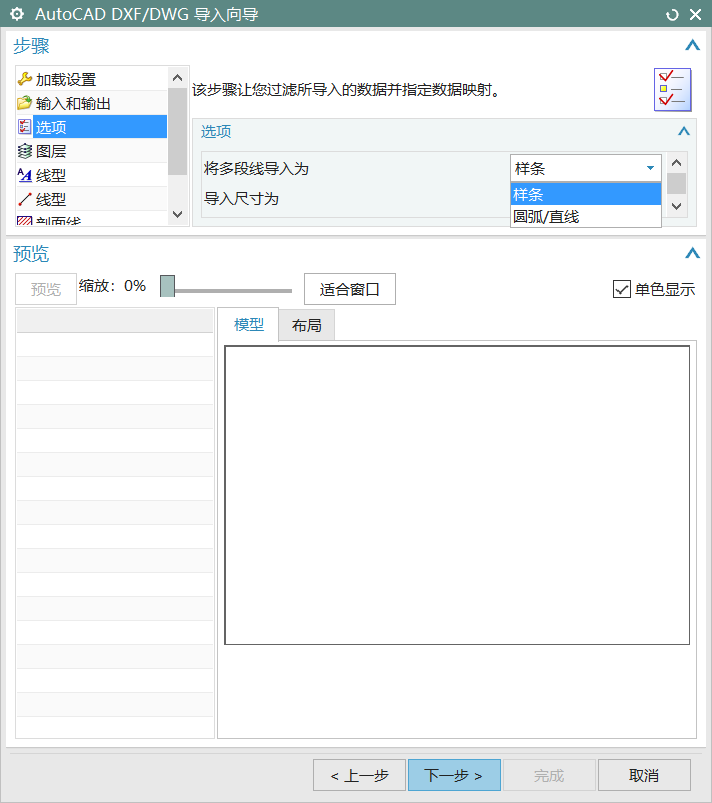 AutoCAD DXF/DWG 导入向导
步骤
加载设置
输入和输出
选项
图层
线型
线型
剖面线
该步骤让您过滤所导入的数据并指定数据映射。
选项
将多段线导入为
样条
样条
圆弧/直线
导入尺寸为
预览
预览
缩放：0%
适合窗口
单色显示
模型
布局
< 上一步
下一步 >
完成
取消